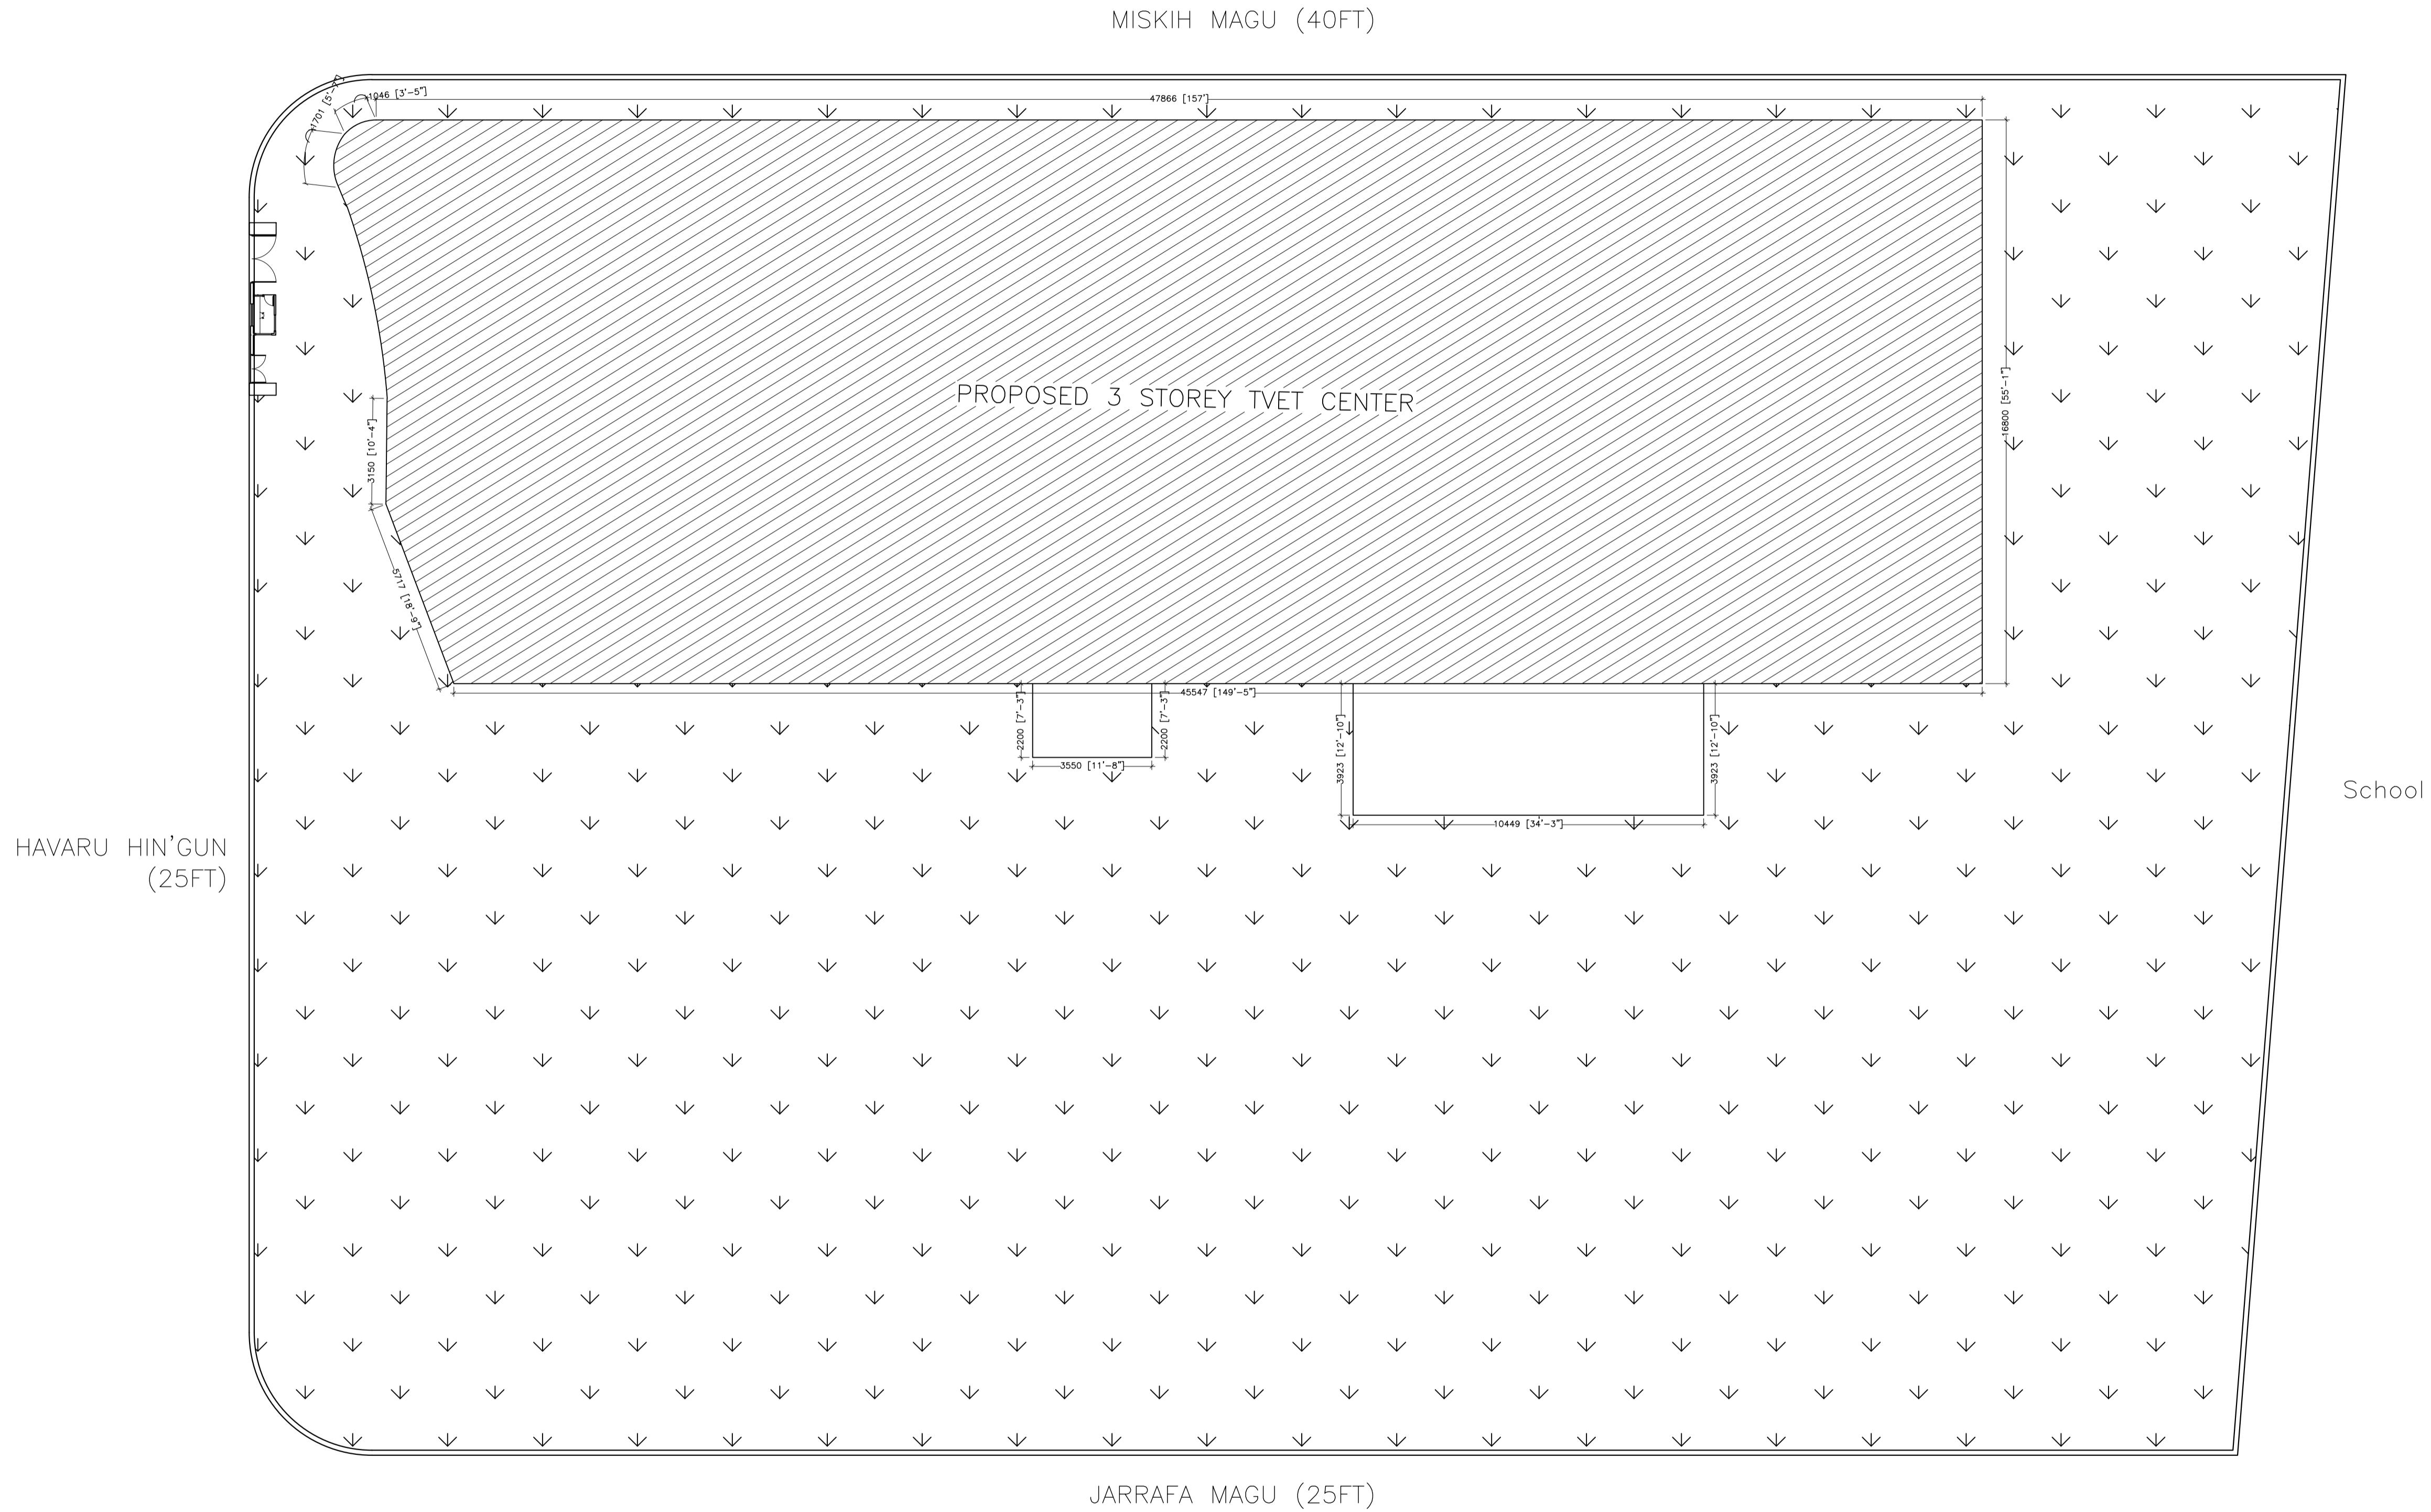 MISKIH MAGU (40FT)
1046 [3'-5"]
47866 [157']
PROPOSED 3 STOREY TVET CENTER
16800 [55'-1"]
3150 [10'-4"]
5717 [18'-9"]
45547 [149'-5"]
2200 [7'-3"]
2200 [7'-3"]
3550 [11'-8"]
3923 [12'-10"]
3923 [12'-10"]
10449 [34'-3"]
School
HAVARU HIN'GUN
(25FT)
JARRAFA MAGU (25FT)